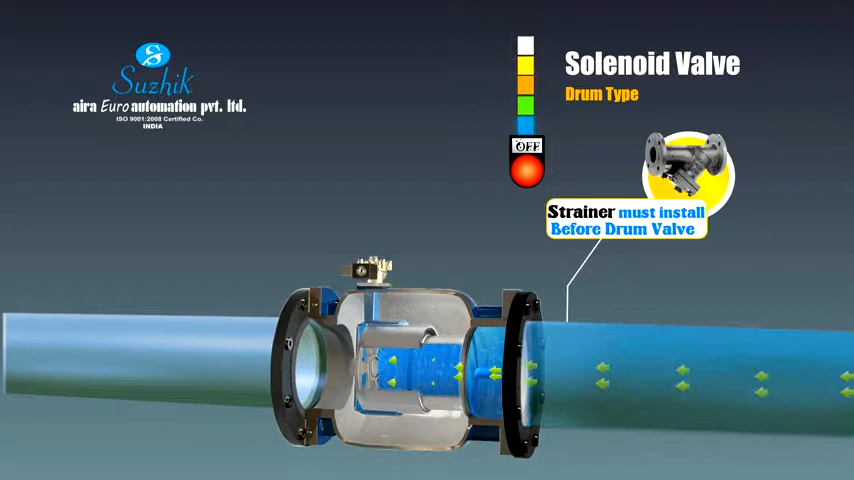 Suzhik
aira Euro automation pvt. ltd.
ISO 9001:2008 Certified Co.
INDIA
Solenoid Valve
Drum Type
OFF
Strainer must install
Before Drum Valve